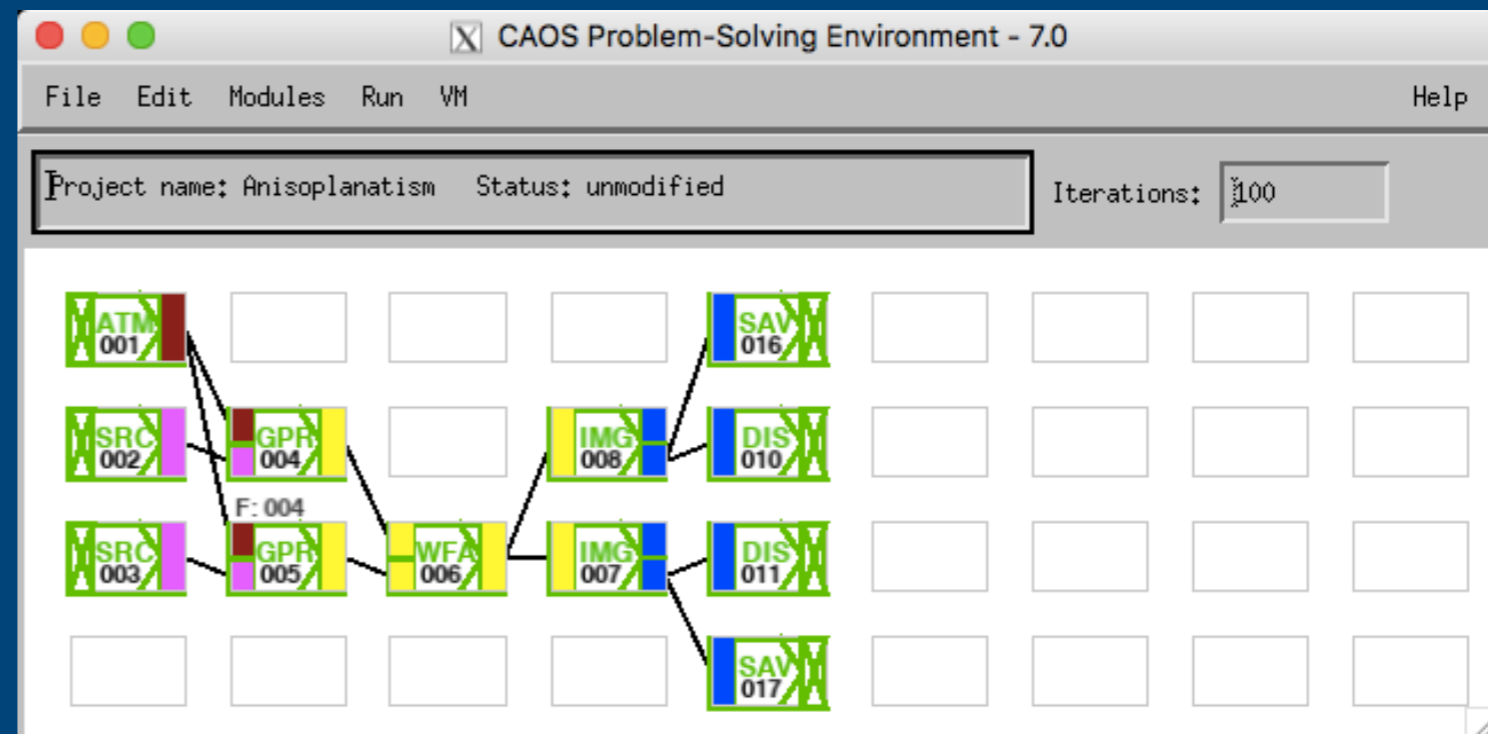 X CAOS Problem-Solving Environment - 7.0
File Edit Modules Run VM Help
Project name: Anisoplanatism Status: unmodified Iterations: 100
ATM SAV
001 016
SRC GPR IMG DIS
002 004 008 010
F: 004
SRC GPR WFA IMG DIS
003 005 006 007 011
SAV
017